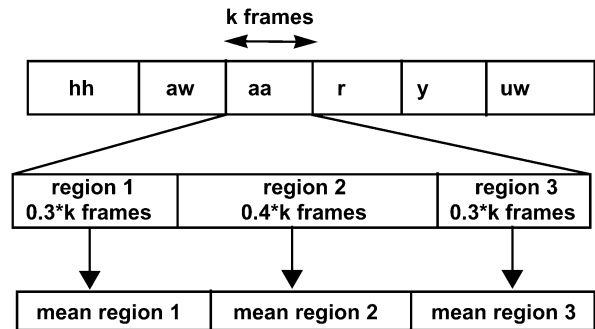 k frames
hh aw aa r y uw
region 1 region 2 region 3
0.3*k frames 0.4*k frames 0.3*k frames
mean region 1 mean region 2 mean region 3